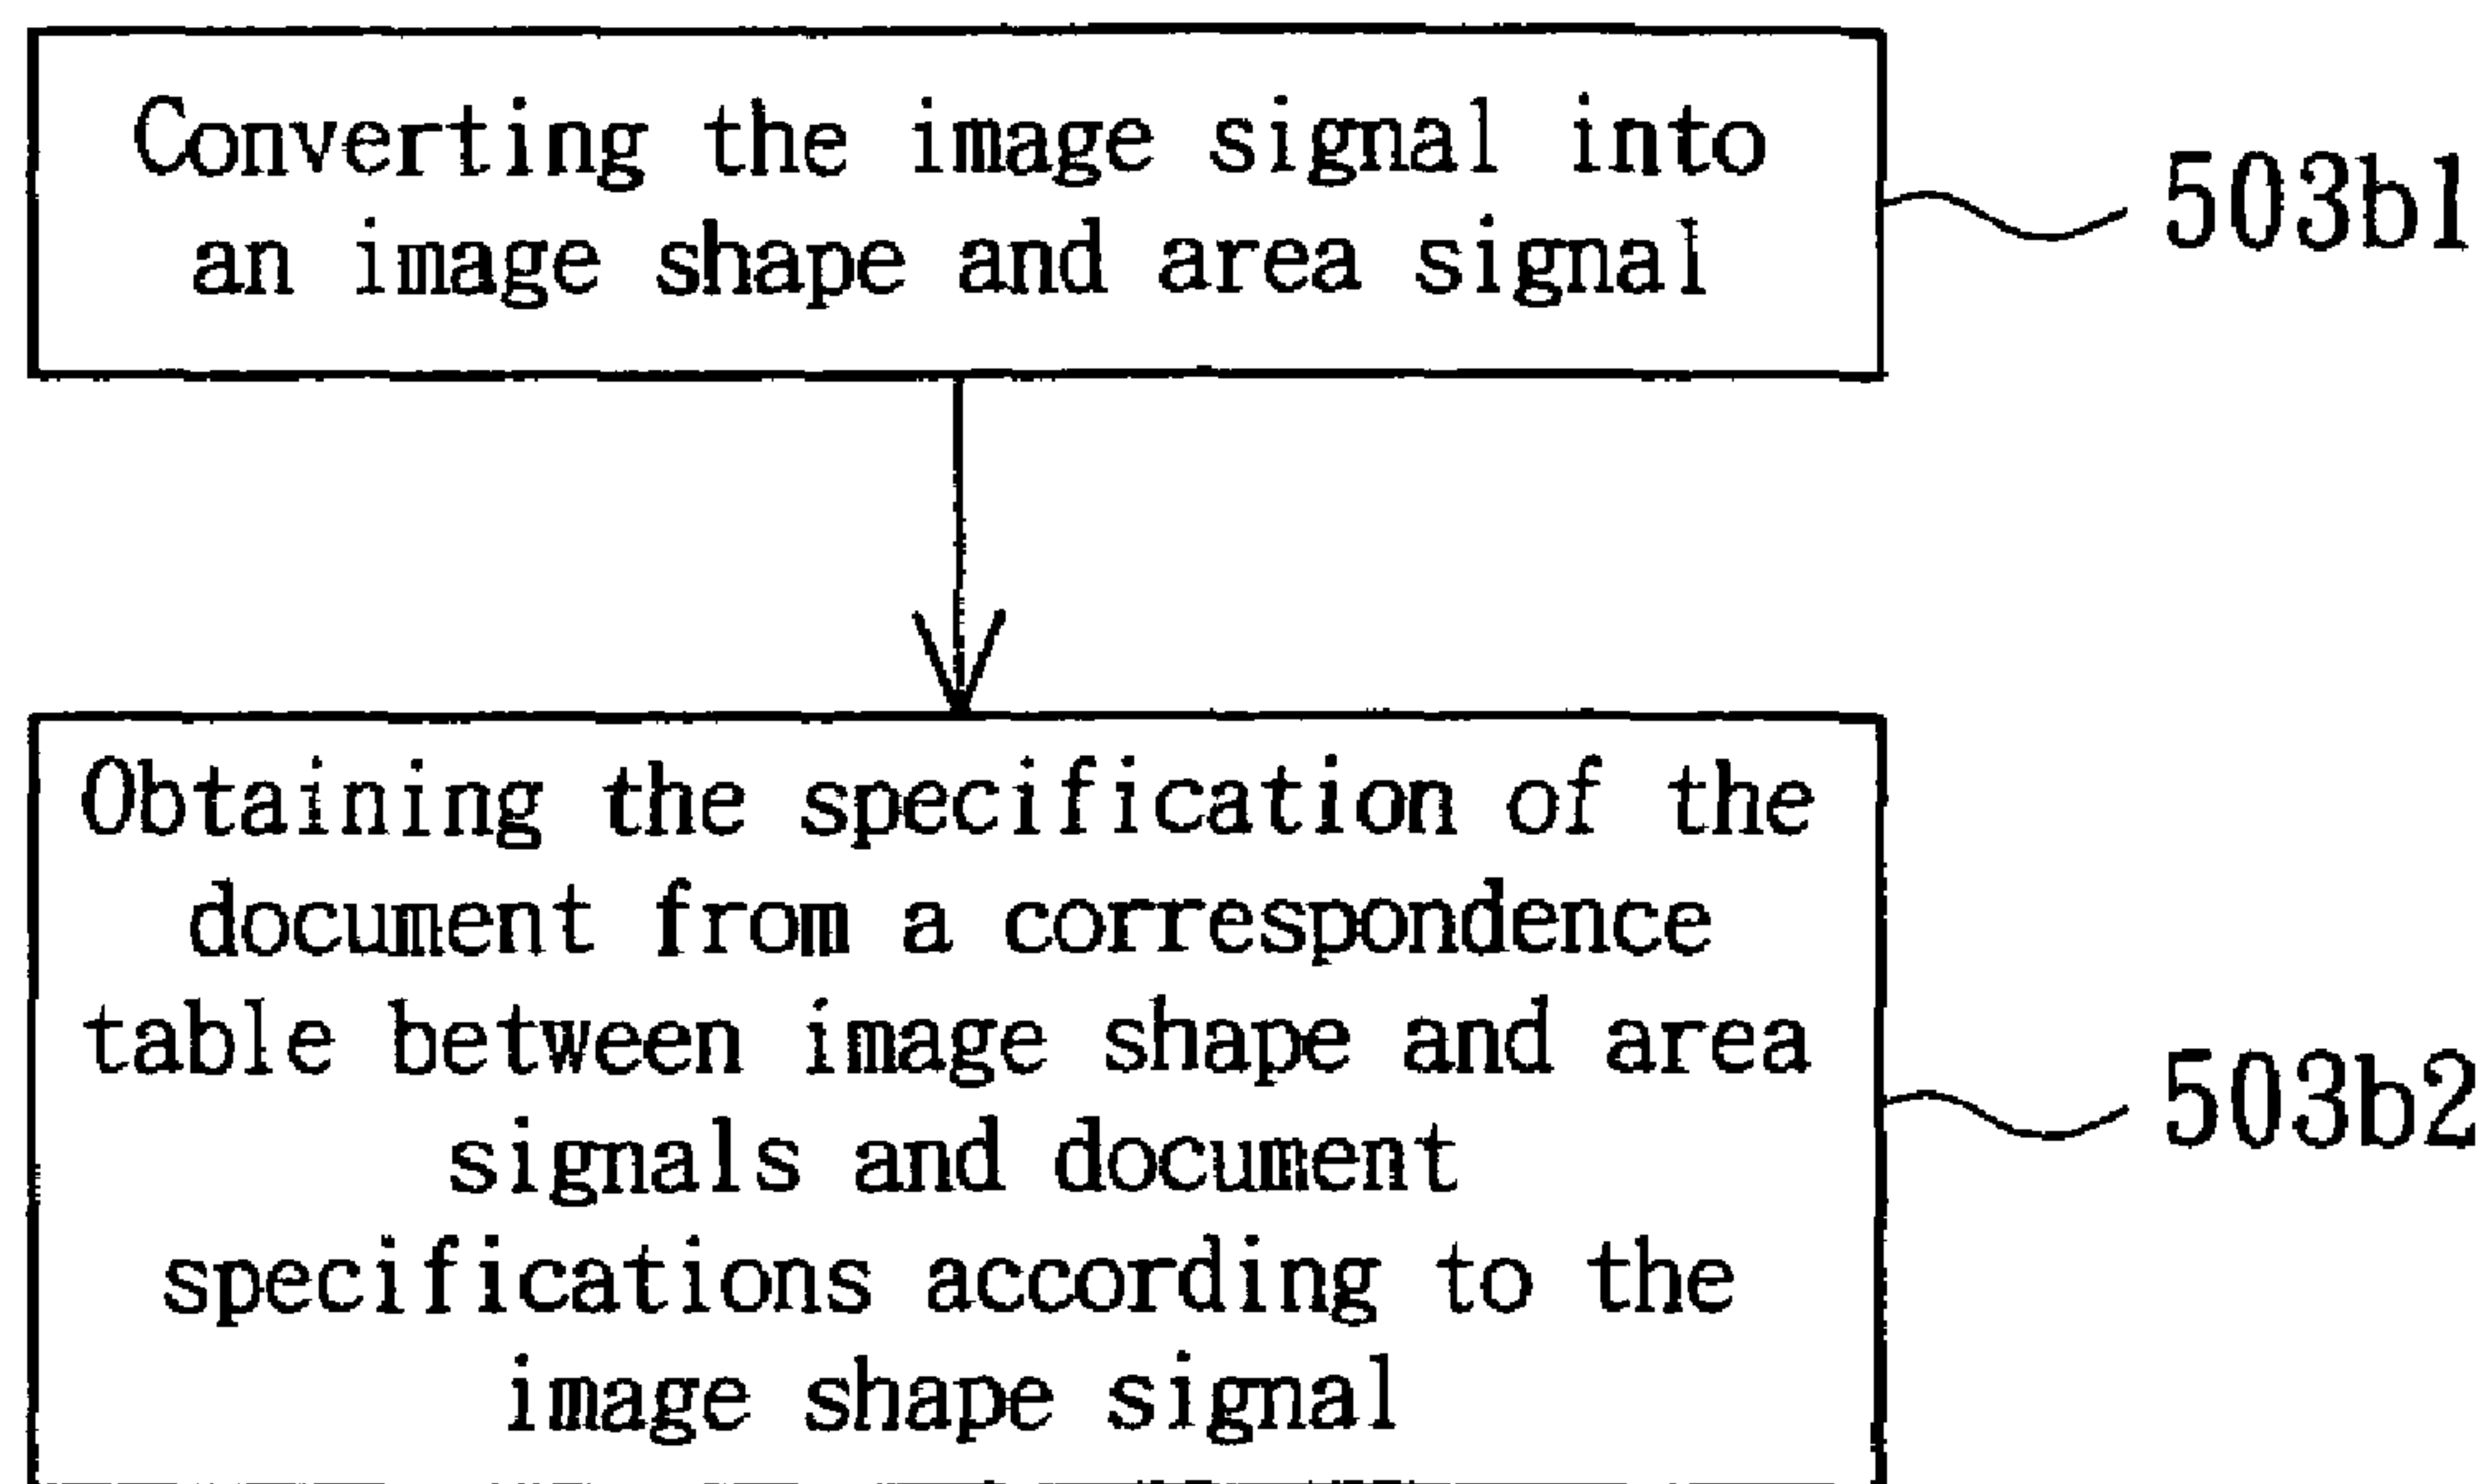 Converting the image signal into
an image shape and area signal
503b1
Obtaining the specification of the
document from a correspondence
table between image shape and area
signals and document
specifications according to the
image shape signal
503b2